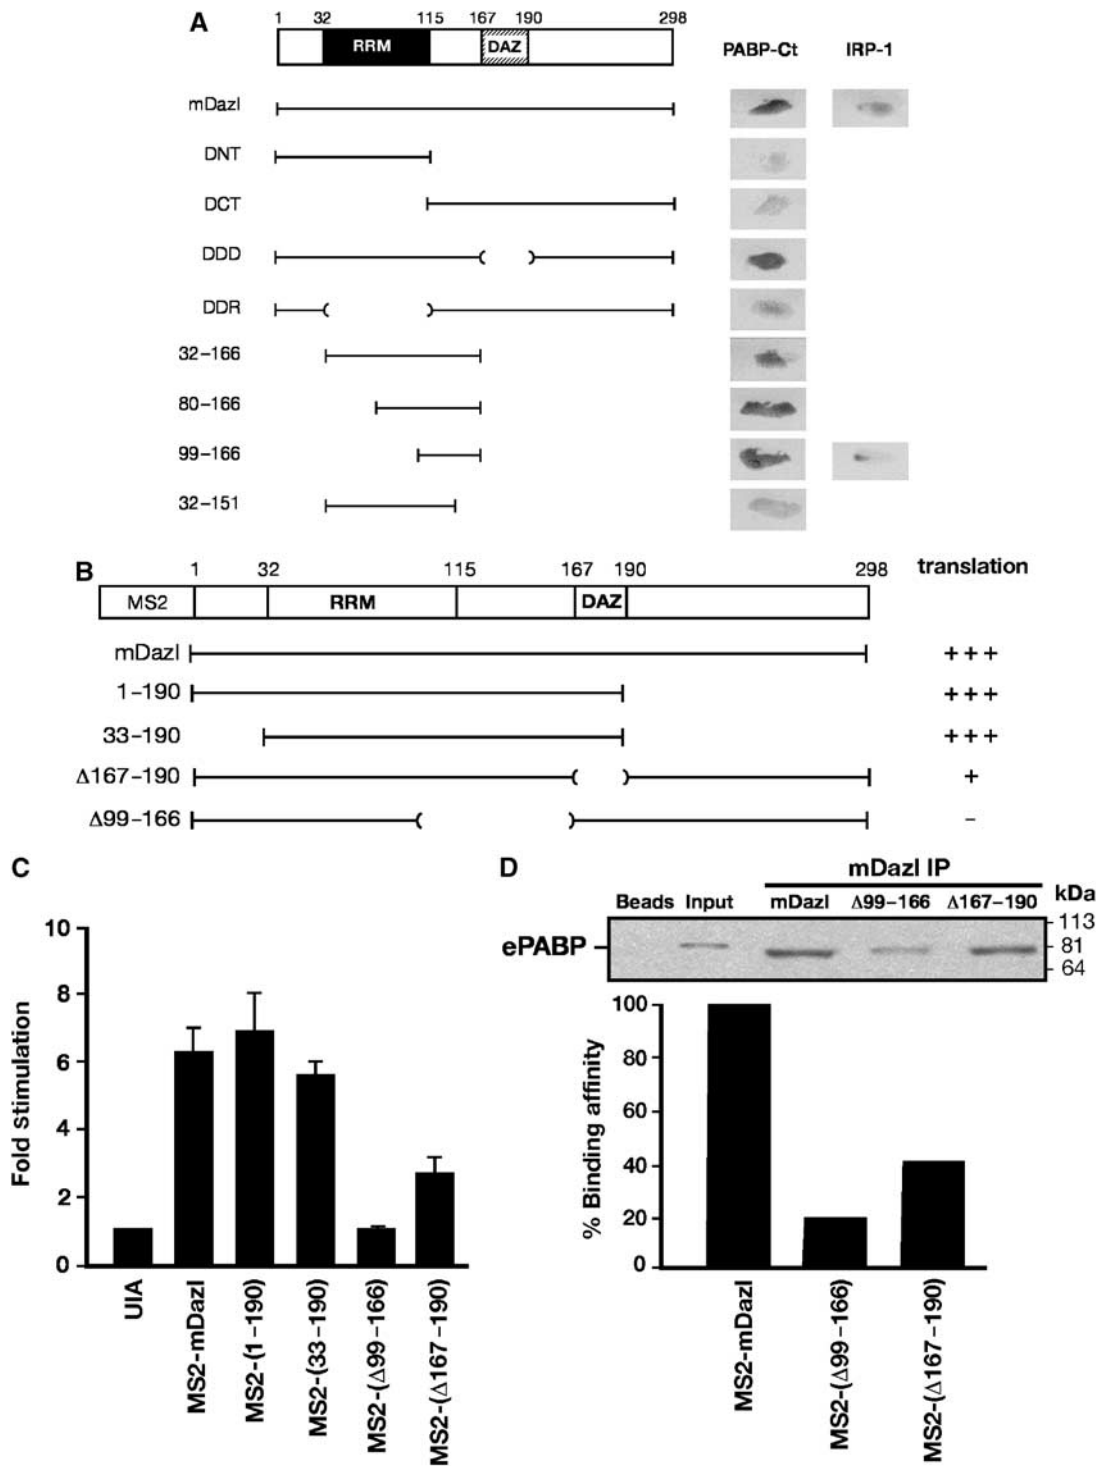 A
1 32 115 167 190 298
RRM DAZ
PABP-Ct IRP-1
mDazl
DNT
DCT
DDD
DDR
32–166
80–166
99–166
32–151
B
1 32 115 167 190 298 translation
MS2 RRM DAZ
mDazl +++
1–190 +++
33–190 +++
Δ167–190 +
Δ99–166 –
C
Fold stimulation
10
8
6
4
2
0
UIA
MS2-mDazl
MS2-(1–190)
MS2-(33–190)
MS2-(Δ99–166)
MS2-(Δ167–190)
D
mDazl IP
Beads Input mDazl Δ99–166 Δ167–190 kDa
ePABP
113
81
64
% Binding affinity
100
80
60
40
20
0
MS2-mDazl
MS2-(Δ99–166)
MS2-(Δ167–190)